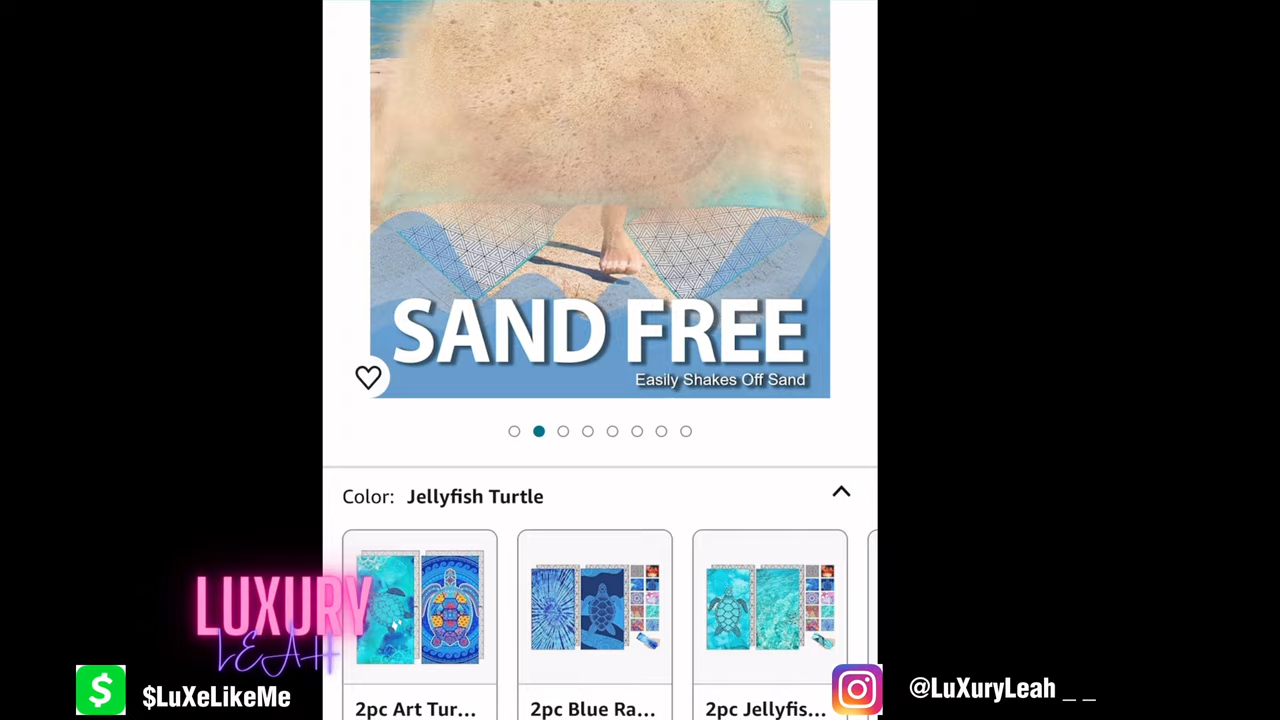 SAND FREE
Easily Shakes Off Sand
Color: Jellyfish Turtle
2pc Art Tur...
2pc Blue Ra...
2pc Jellyfis...
LUXURY
LEAH
$LuXeLikeMe
@LuXuryLeah _ _